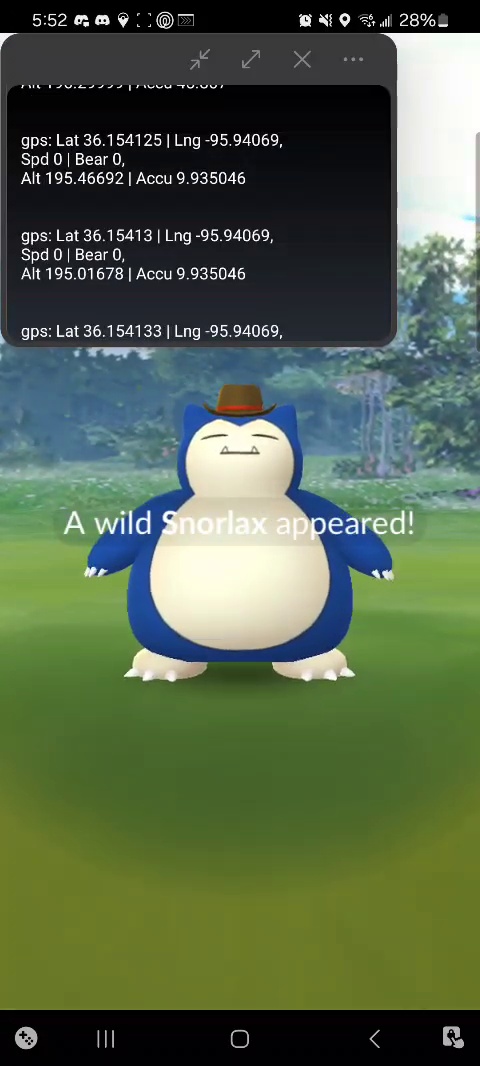 5:52
28%
gps: Lat 36.154125 | Lng -95.94069,
Spd 0 | Bear 0,
Alt 195.46692 | Accu 9.935046
gps: Lat 36.15413 | Lng -95.94069,
Spd 0 | Bear 0,
Alt 195.01678 | Accu 9.935046
gps: Lat 36.154133 | Lng -95.94069,
A wild Snorlax appeared!